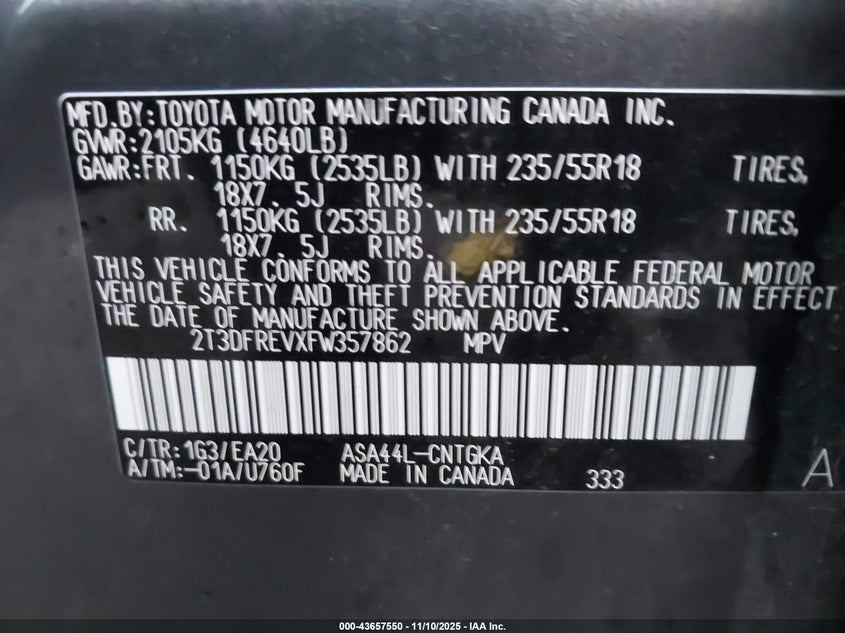 MFD.BY:TOYOTA MOTOR MANUFACTURING CANADA INC.
GVWR:2105KG (4640LB)
GAWR:FRT. 1150KG (2535LB) WITH 235/55R18 TIRES,
18X7.5J RIMS.
RR. 1150KG (2535LB) WITH 235/55R18 TIRES,
18X7.5J RIMS.
THIS VEHICLE CONFORMS TO ALL APPLICABLE FEDERAL MOTOR
VEHICLE SAFETY AND THEFT PREVENTION STANDARDS IN EFFECT
THE DATE OF MANUFACTURE SHOWN ABOVE.
2T3DFREVXFW357862 MPV
C/TR:1G3/EA20 ASA44L-CNTGKA
A/TM:-01A/U760F MADE IN CANADA 333 A
000-43657550 - 11/10/2025 - IAA Inc.